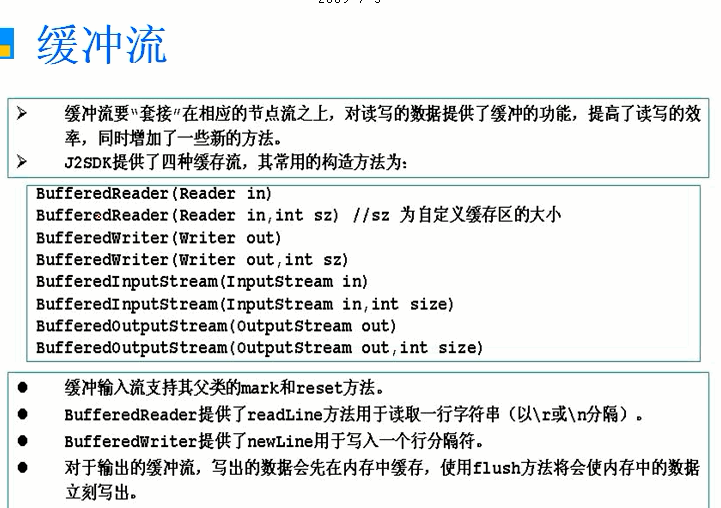 缓冲流
缓冲流要"套接"在相应的节点流之上，对读写的数据提供了缓冲的功能，提高了读写的效
率，同时增加了一些新的方法。
J2SDK提供了四种缓存流，其常用的构造方法为：
BufferedReader(Reader in)
BufferedReader(Reader in,int sz) //sz 为自定义缓存区的大小
BufferedWriter(Writer out)
BufferedWriter(Writer out,int sz)
BufferedInputStream(InputStream in)
BufferedInputStream(InputStream in,int size)
BufferedOutputStream(OutputStream out)
BufferedOutputStream(OutputStream out,int size)
缓冲输入流支持其父类的mark和reset方法。
BufferedReader提供了readLine方法用于读取一行字符串（以\r或\n分隔）。
BufferedWriter提供了newLine用于写入一个行分隔符。
对于输出的缓冲流，写出的数据会先在内存中缓存，使用flush方法将会使内存中的数据
立刻写出。